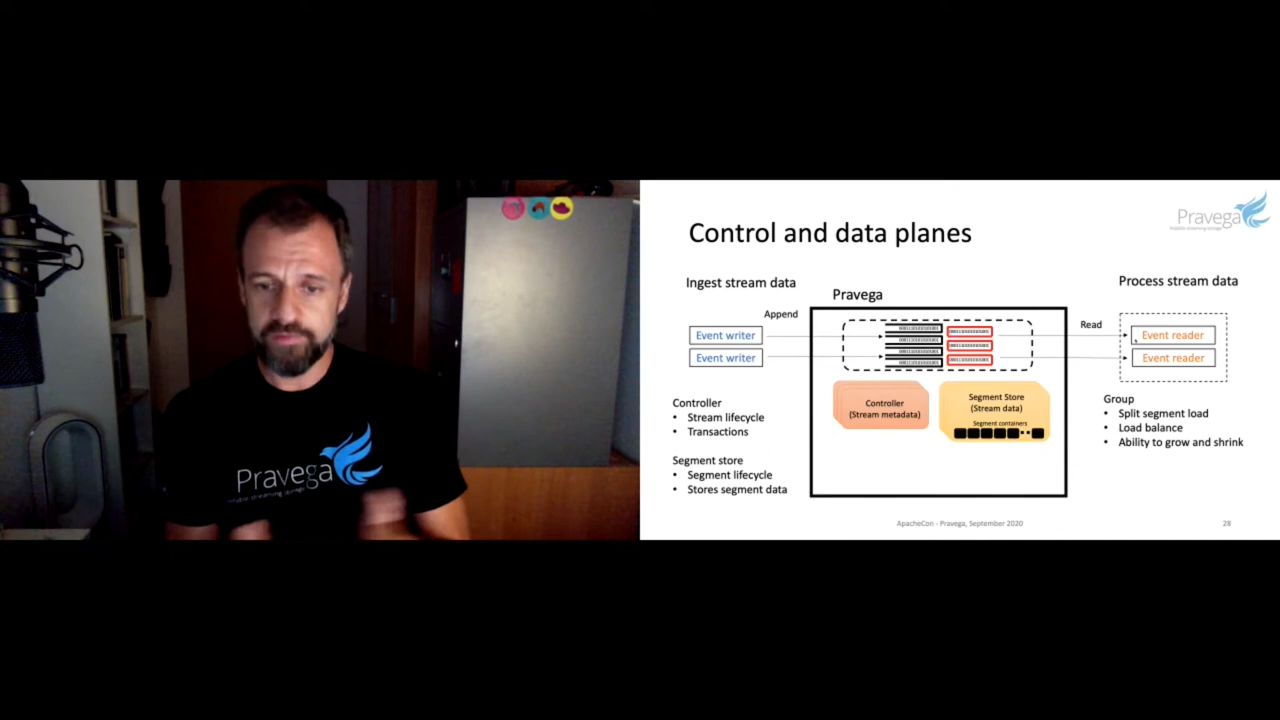 Pravega
Control and data planes
Pravega
Ingest stream data
Process stream data
Pravega
Append
Read
Event writer
Event writer
Event reader
Event reader
Controller
(Stream metadata)
Segment Store
(Stream data)
Segment containers
Controller
• Stream lifecycle
• Transactions
Segment store
• Segment lifecycle
• Stores segment data
Group
• Split segment load
• Load balance
• Ability to grow and shrink
ApacheCon - Pravega, September 2020
28